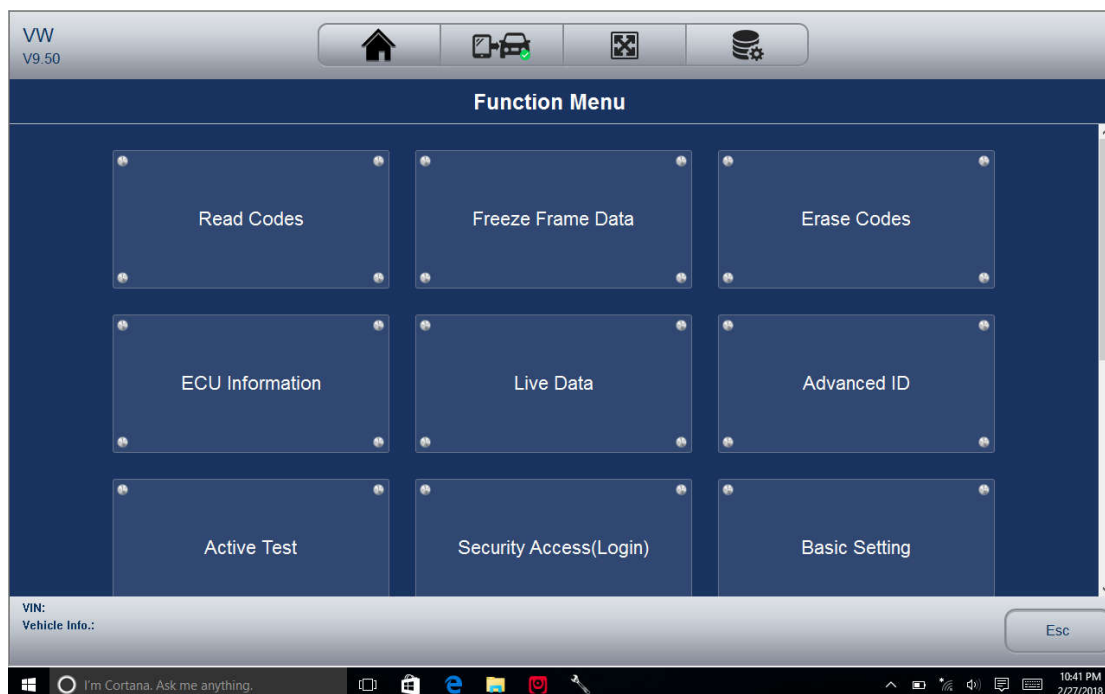 VW
V9.50
Function Menu
Read Codes
Freeze Frame Data
Erase Codes
ECU Information
Live Data
Advanced ID
Active Test
Security Access(Login)
Basic Setting
VIN:
Vehicle Info.:
Esc
I'm Cortana. Ask me anything.
10:41 PM
2/27/2018